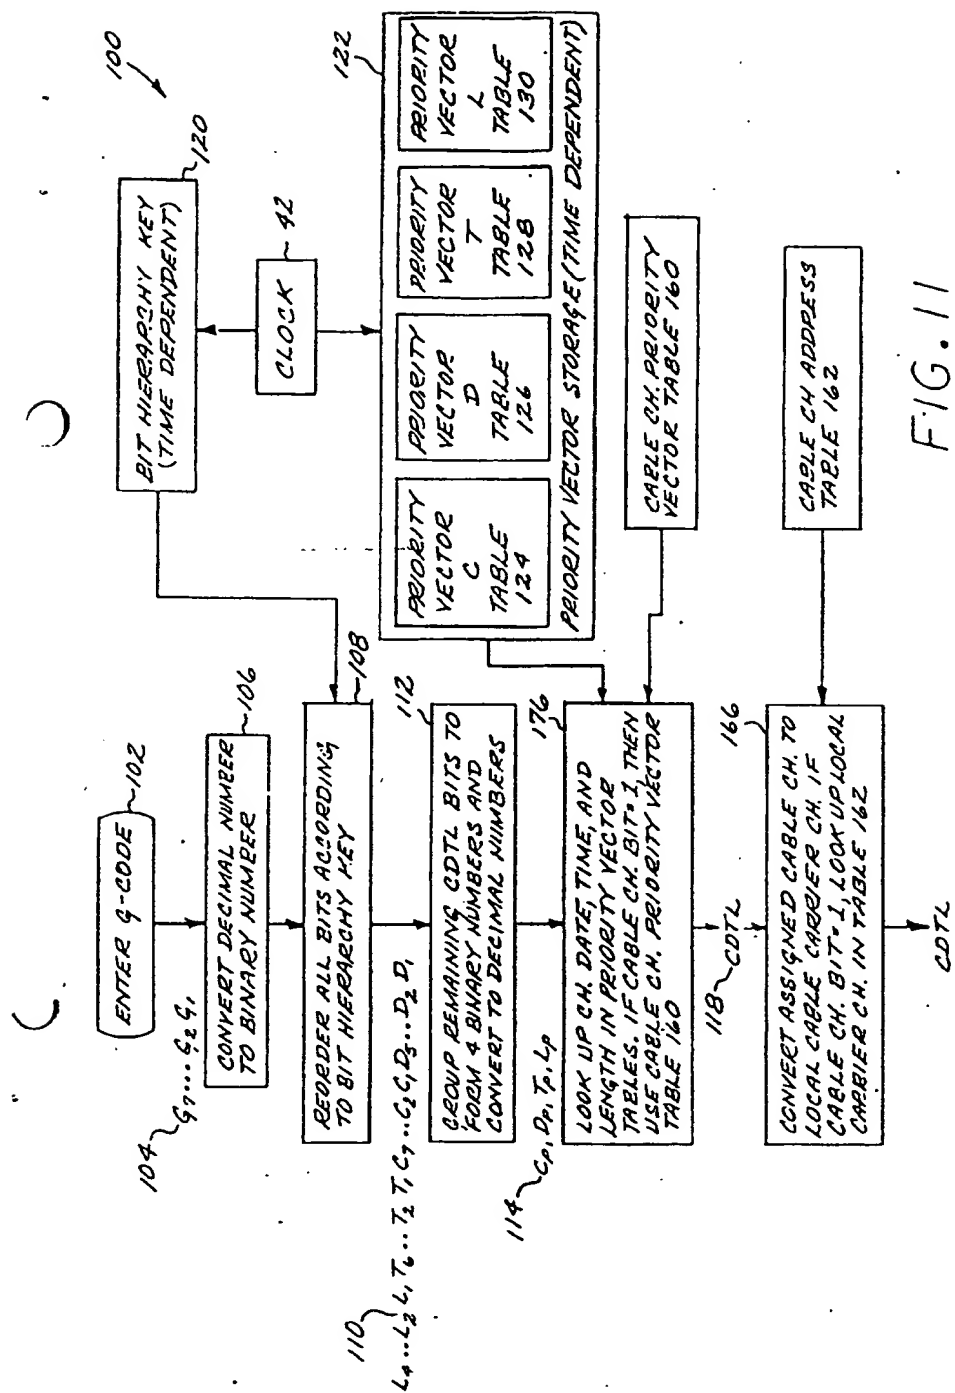 100
ENTER G-CODE
102
104
G7....G2G1
CONVERT DECIMAL NUMBER
TO BINARY NUMBER
106
REORDER ALL BITS ACCORDING
TO BIT HIERARCHY KEY
108
110
L4..L2L1T6..T2T1C7..C2C1D5..D2D1
GROUP REMAINING CDTL BITS TO
FORM 4 BINARY NUMBERS AND
CONVERT TO DECIMAL NUMBERS
112
114
Cp, Dp, Tp, Lp
LOOK UP CH. DATE, TIME, AND
LENGTH IN PRIORITY VECTOR
TABLES. IF CABLE CH. BIT=1, THEN
USE CABLE CH. PRIORITY VECTOR
TABLE 160
176
118
CDTL
CONVERT ASSIGNED CABLE CH. TO
LOCAL CABLE CARRIER CH. IF
CABLE CH. BIT=1, LOOK UP LOCAL
CARRIER CH. IN TABLE 162
166
CDTL
BIT HIERARCHY KEY
(TIME DEPENDENT)
120
CLOCK
42
122
PRIORITY
VECTOR
C
TABLE
124
PRIORITY
VECTOR
D
TABLE
126
PRIORITY
VECTOR
T
TABLE
128
PRIORITY
VECTOR
L
TABLE
130
PRIORITY VECTOR STORAGE (TIME DEPENDENT)
CABLE CH. PRIORITY
VECTOR TABLE 160
CABLE CH ADDRESS
TABLE 162
FIG. 11